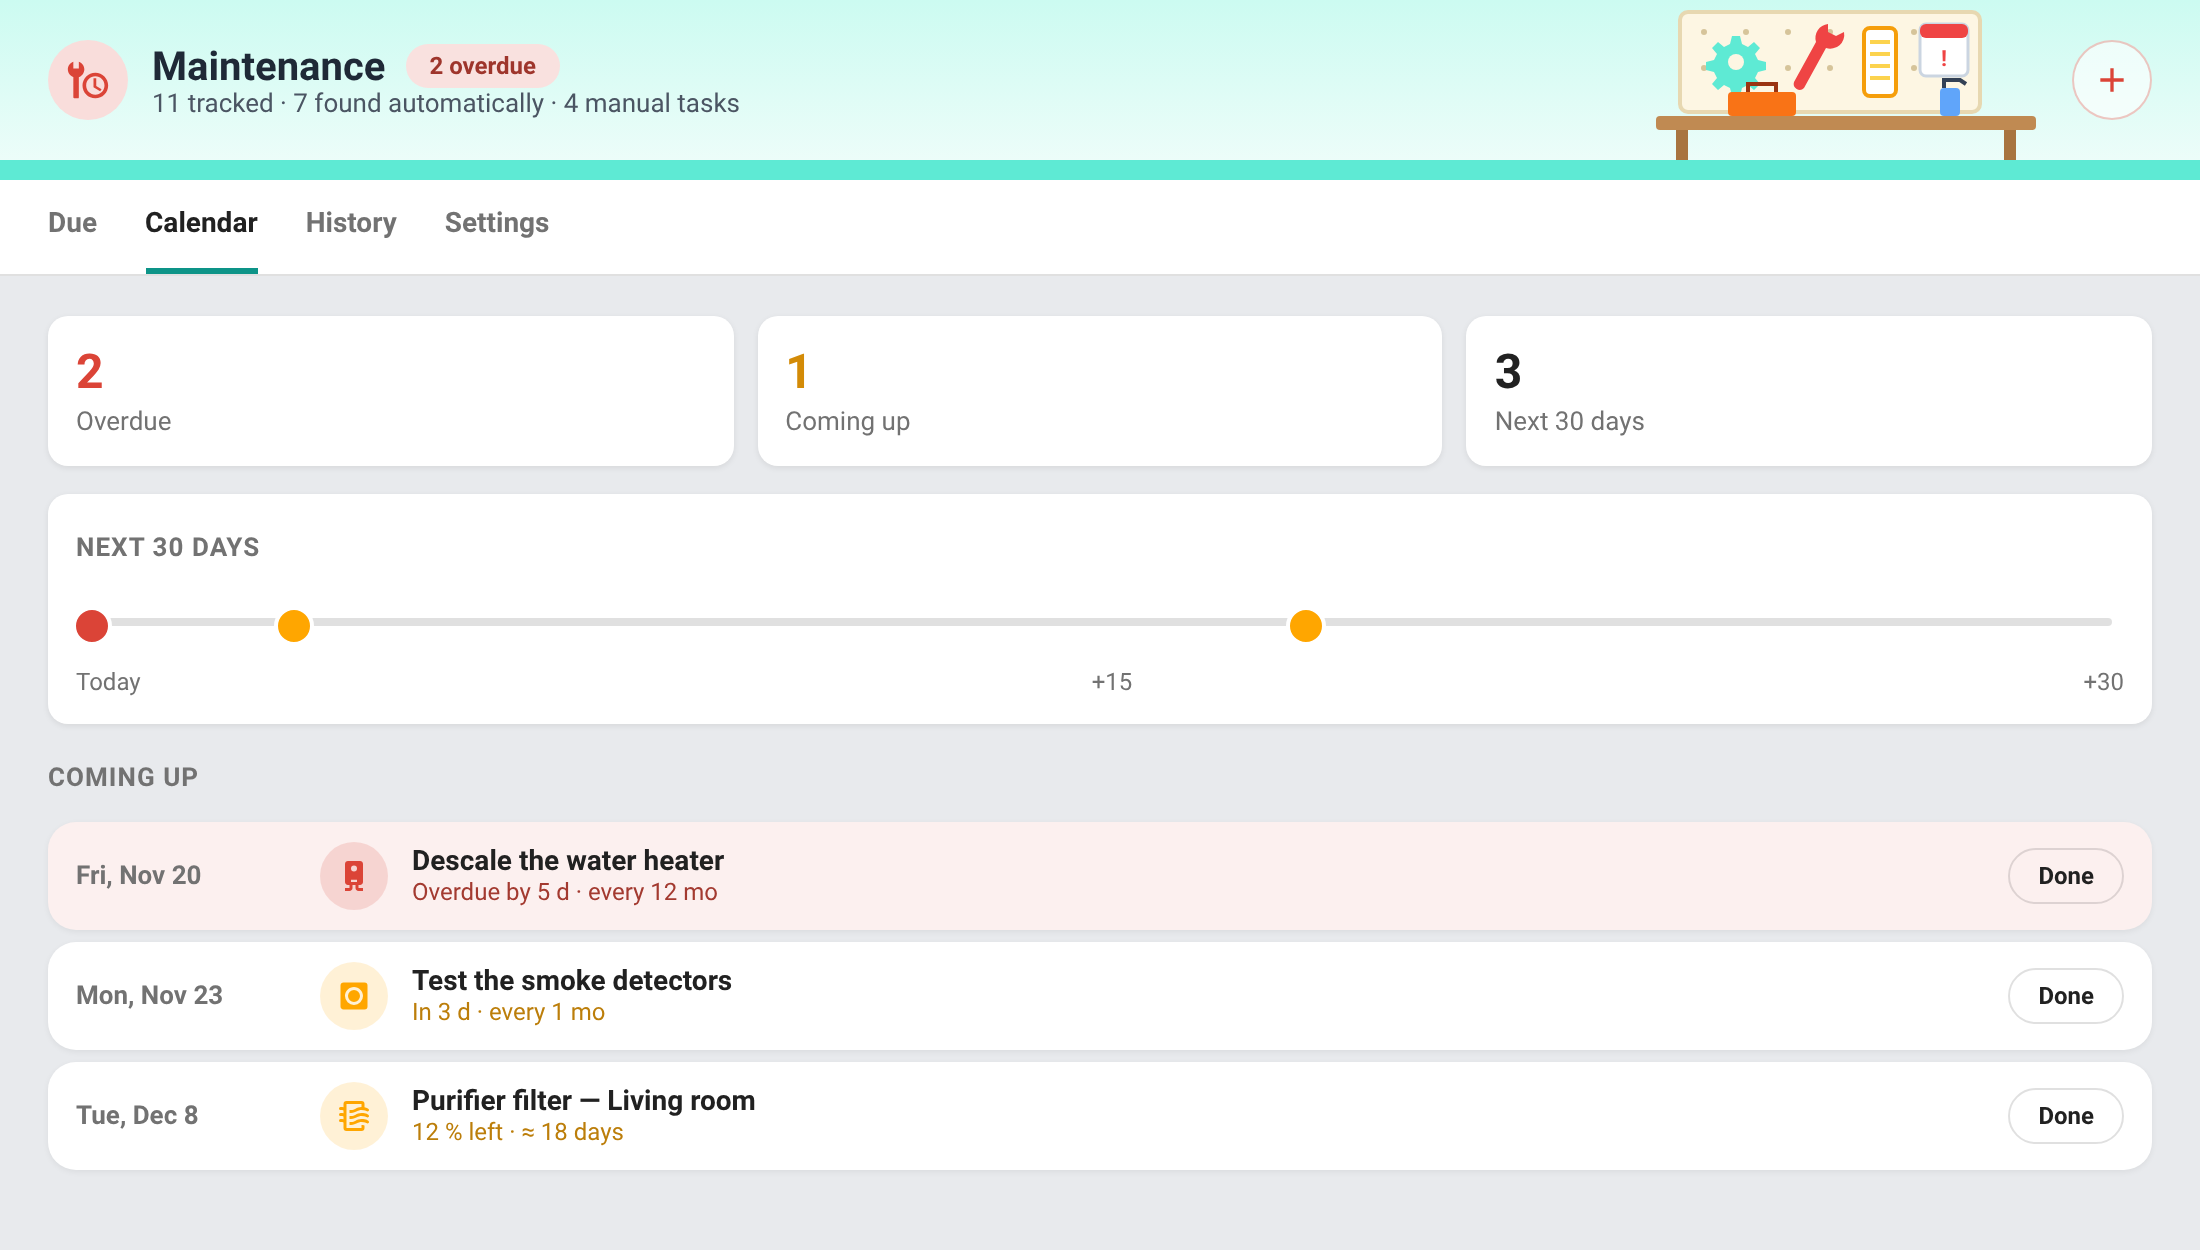 Maintenance
2 overdue
11 tracked · 7 found automatically · 4 manual tasks
!
+
Due
Calendar
History
Settings
2
Overdue
1
Coming up
3
Next 30 days
NEXT 30 DAYS
Today
+15
+30
COMING UP
Fri, Nov 20
Descale the water heater
Overdue by 5 d · every 12 mo
Done
Mon, Nov 23
Test the smoke detectors
In 3 d · every 1 mo
Done
Tue, Dec 8
Purifier filter — Living room
12 % left · ≈ 18 days
Done